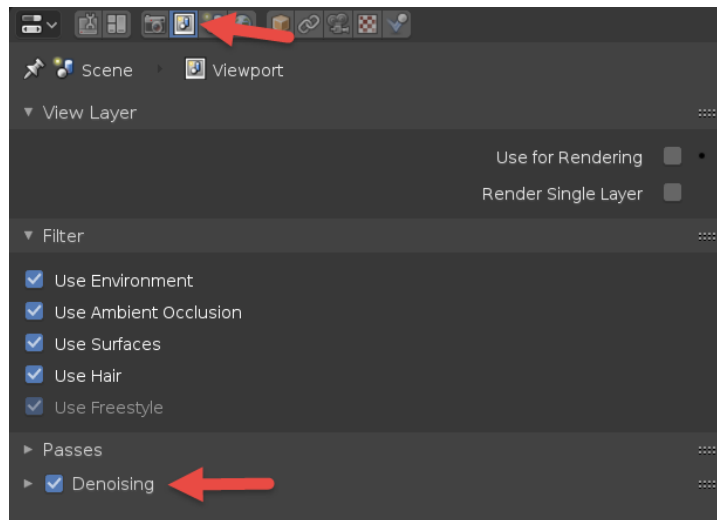 Scene Viewport
View Layer
Use for Rendering
Render Single Layer
Filter
Use Environment
Use Ambient Occlusion
Use Surfaces
Use Hair
Use Freestyle
Passes
Denoising